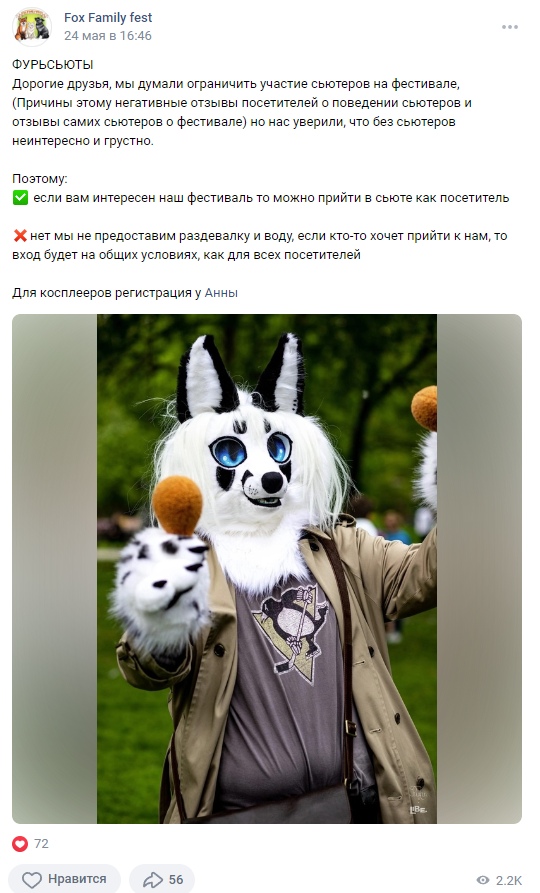 Fox Family fest
24 мая в 16:46
ФУРЬСЬЮТЫ
Дорогие друзья, мы думали ограничить участие сьютеров на фестивале,
(Причины этому негативные отзывы посетителей о поведении сьютеров и
отзывы самих сьютеров о фестивале) но нас уверили, что без сьютеров
неинтересно и грустно.
Поэтому:
✅ если вам интересен наш фестиваль то можно прийти в сьюте как посетитель
❌ нет мы не предоставим раздевалку и воду, если кто-то хочет прийти к нам, то
вход будет на общих условиях, как для всех посетителей
Для косплееров регистрация у Анны
72
Нравится
56
2.2K